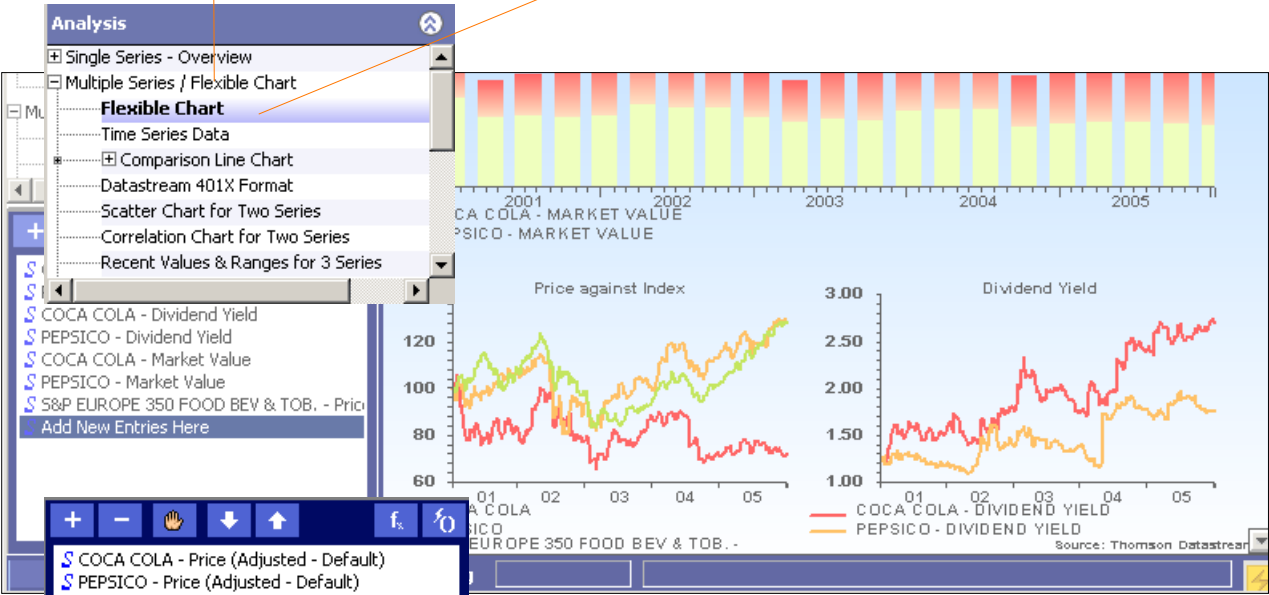 Analysis
Single Series - Overview
Multiple Series / Flexible Chart
Flexible Chart
Time Series Data
Comparison Line Chart
Datastream 401X Format
Scatter Chart for Two Series
Correlation Chart for Two Series
Recent Values & Ranges for 3 Series
Mu
S COCA COLA - Dividend Yield
S PEPSICO - Dividend Yield
S COCA COLA - Market Value
S PEPSICO - Market Value
S S&P EUROPE 350 FOOD BEV & TOB. - Pric
S Add New Entries Here
S COCA COLA - Price (Adjusted - Default)
S PEPSICO - Price (Adjusted - Default)
2001 2002 2003 2004 2005
CA COLA - MARKET VALUE
PSICO - MARKET VALUE
Price against Index
120
100
80
60
01 02 03 04 05
A COLA
ICO
EUROPE 350 FOOD BEV & TOB. -
Dividend Yield
3.00
2.50
2.00
1.50
1.00
01 02 03 04 05
COCA COLA - DIVIDEND YIELD
PEPSICO - DIVIDEND YIELD
Source: Thomson Datastrear